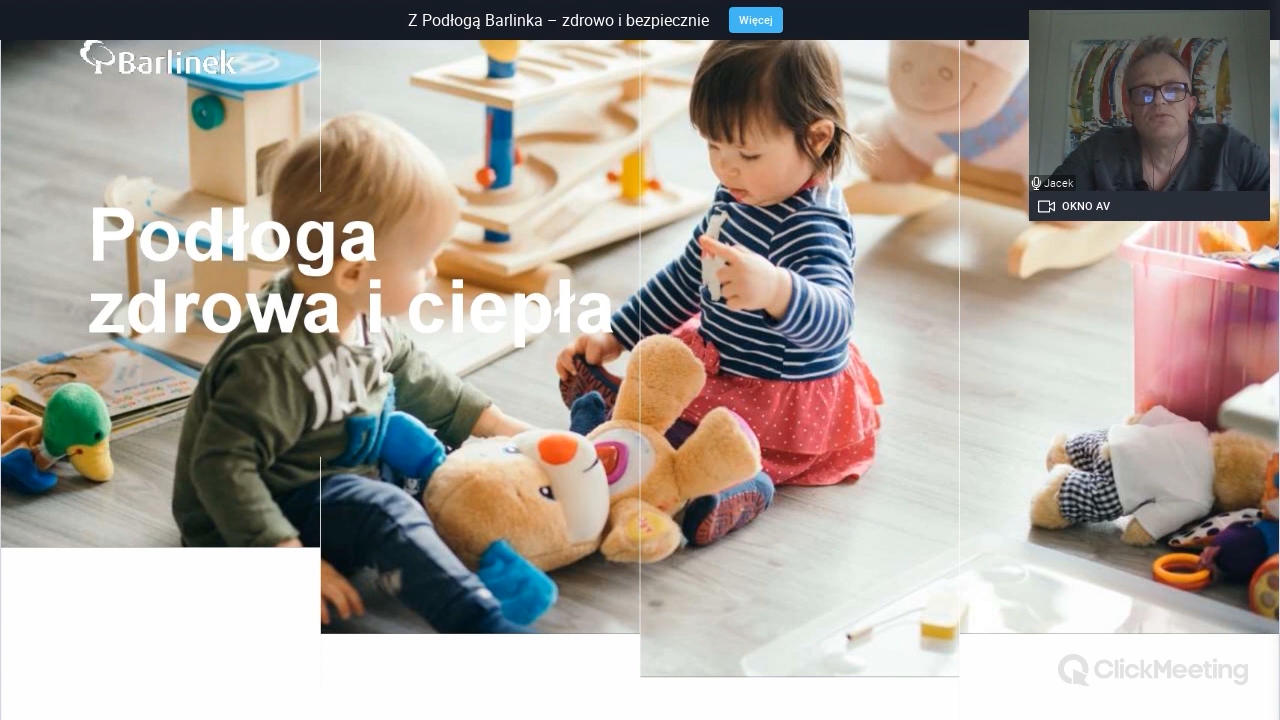 Z Podłogą Barlinka – zdrowo i bezpiecznie
Więcej
Barlinek
Podłoga
zdrowa i ciepła
Jacek
OKNO AV
ClickMeeting